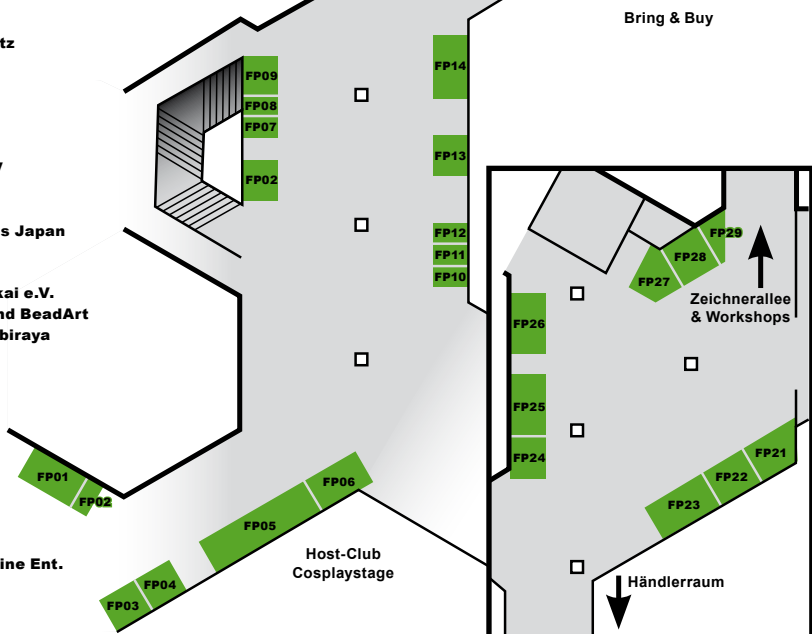 Bring & Buy
tz
FP14
FP09
FP08
FP07
FP13
FP02
s Japan
FP12
FP11
FP10
FP29
FP28
FP27
Zeichnerallee
& Workshops
kai e.V.
nd BeadArt
biraya
FP26
FP25
FP24
FP21
FP22
FP23
FP01
FP02
FP06
FP05
Host-Club
Cosplaystage
ine Ent.
FP04
FP03
Händlerraum